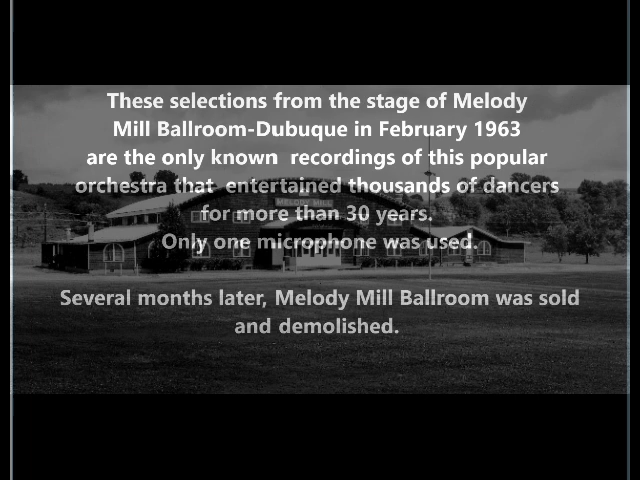 These selections from the stage of Melody
Mill Ballroom-Dubuque in February 1963
are the only known  recordings of this popular
orchestra that  entertained thousands of dancers
MELODY MILL
for more than 30 years.
Only one microphone was used.
Several months later, Melody Mill Ballroom was sold
and demolished.